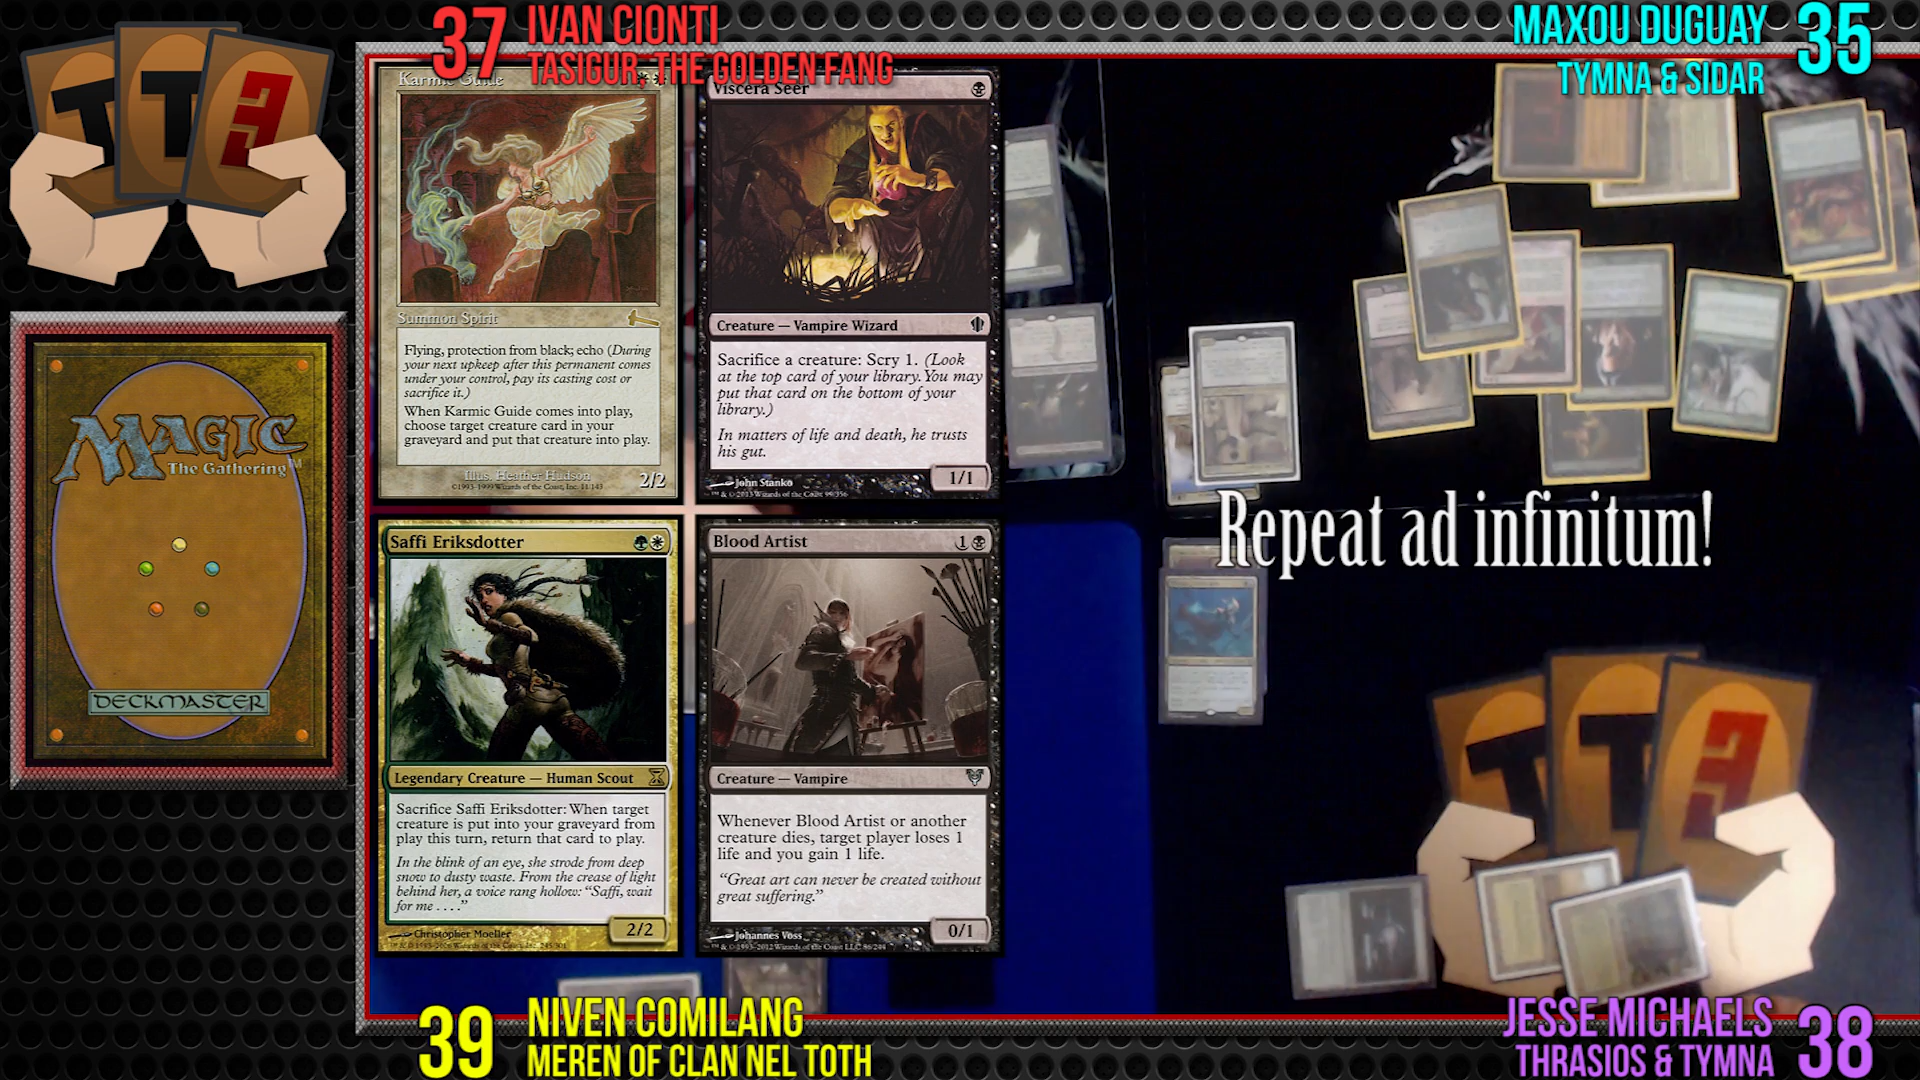 37
IVAN CIONTI
TASIGUR, THE GOLDEN FANG
MAXOU DUGUAY
TYMNA & SIDAR
35
TT3
Karmic Guide
Summon Spirit
Flying, protection from black; echo (During
your next upkeep after this permanent comes
under your control, pay its casting cost or
sacrifice it.)
When Karmic Guide comes into play,
choose target creature card in your
graveyard and put that creature into play.
Illus. Heather Hudson
2/2
Viscera Seer
Creature — Vampire Wizard
Sacrifice a creature: Scry 1. (Look
at the top card of your library. You may
put that card on the bottom of your
library.)
In matters of life and death, he trusts
his gut.
John Stanko
1/1
MAGIC
The Gathering
DECKMASTER
Repeat ad infinitum!
Saffi Eriksdotter
Legendary Creature — Human Scout
Sacrifice Saffi Eriksdotter: When target
creature is put into your graveyard from
play this turn, return that card to play.
In the blink of an eye, she strode from deep
snow to dusty waste. From the crease of light
behind her, a voice rang hollow: “Saffi, wait
for me . . . .”
Christopher Moeller
2/2
Blood Artist
1
Creature — Vampire
Whenever Blood Artist or another
creature dies, target player loses 1
life and you gain 1 life.
“Great art can never be created without
great suffering.”
Johannes Voss
0/1
TT3
39
NIVEN COMILANG
MEREN OF CLAN NEL TOTH
JESSE MICHAELS
THRASIOS & TYMNA
38